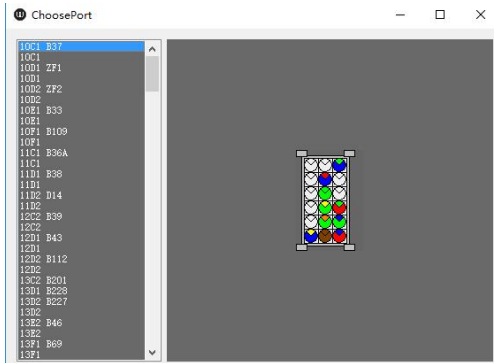 ChoosePort
10C1 B37
10C1
10D1 ZF1
10D1
10D2 ZF2
10D2
10E1 B33
10E1
10F1 B109
10F1
11C1 B36A
11C1
11D1 B38
11D1
11D2 D14
11D2
12C2 B39
12C2
12D1 B43
12D1
12D2 B112
12D2
13C2 B201
13D1 B228
13D2 B227
13D2
13E2 B46
13E2
13F1 B69
13F1